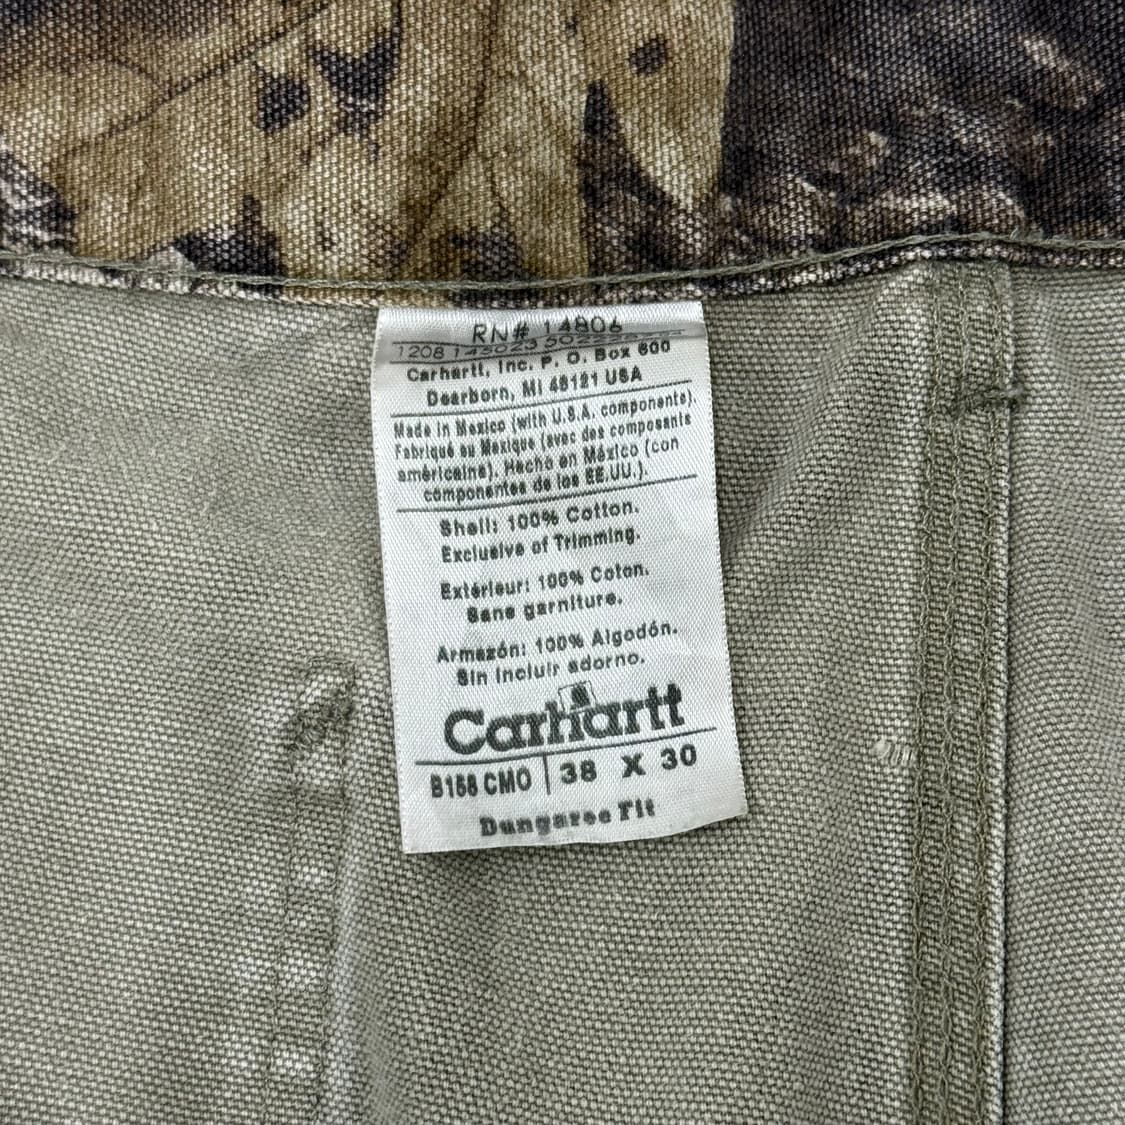 RN# 14806
1208
Carhartt, Inc. P. O. Box 600
Dearborn, MI 48121 USA
Made in Mexico (with U.S.A. components).
Fabriqué au Mexique (avec des composants
américains). Hecho en México (con
componentes de los EE.UU.).
Shell: 100% Cotton.
Exclusive of Trimming.
Extérieur: 100% Coton.
Sans garniture.
Armazón: 100% Algodón.
Sin incluir adorno.
Carhartt
B158 CMO 38 X 30
Dungaree Fit